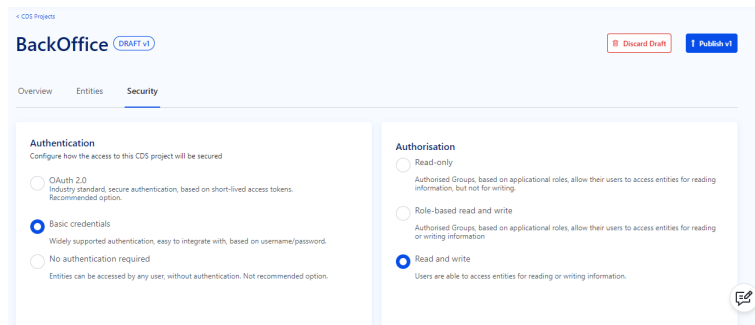 < CDS Projects
BackOffice DRAFT v1
Discard Draft
Publish v1
Overview Entities Security
Authentication
Configure how the access to this CDS project will be secured
OAuth 2.0
Industry standard, secure authentication, based on short-lived access tokens.
Recommended option.
Basic credentials
Widely supported authentication, easy to integrate with, based on username/password.
No authentication required
Entities can be accessed by any user, without authentication. Not recommended option.
Authorisation
Read-only
Authorised Groups, based on applicational roles, allow their users to access entities for reading
information, but not for writing.
Role-based read and write
Authorised Groups, based on applicational roles, allow their users to access entities for reading
or writing information
Read and write
Users are able to access entities for reading or writing information.